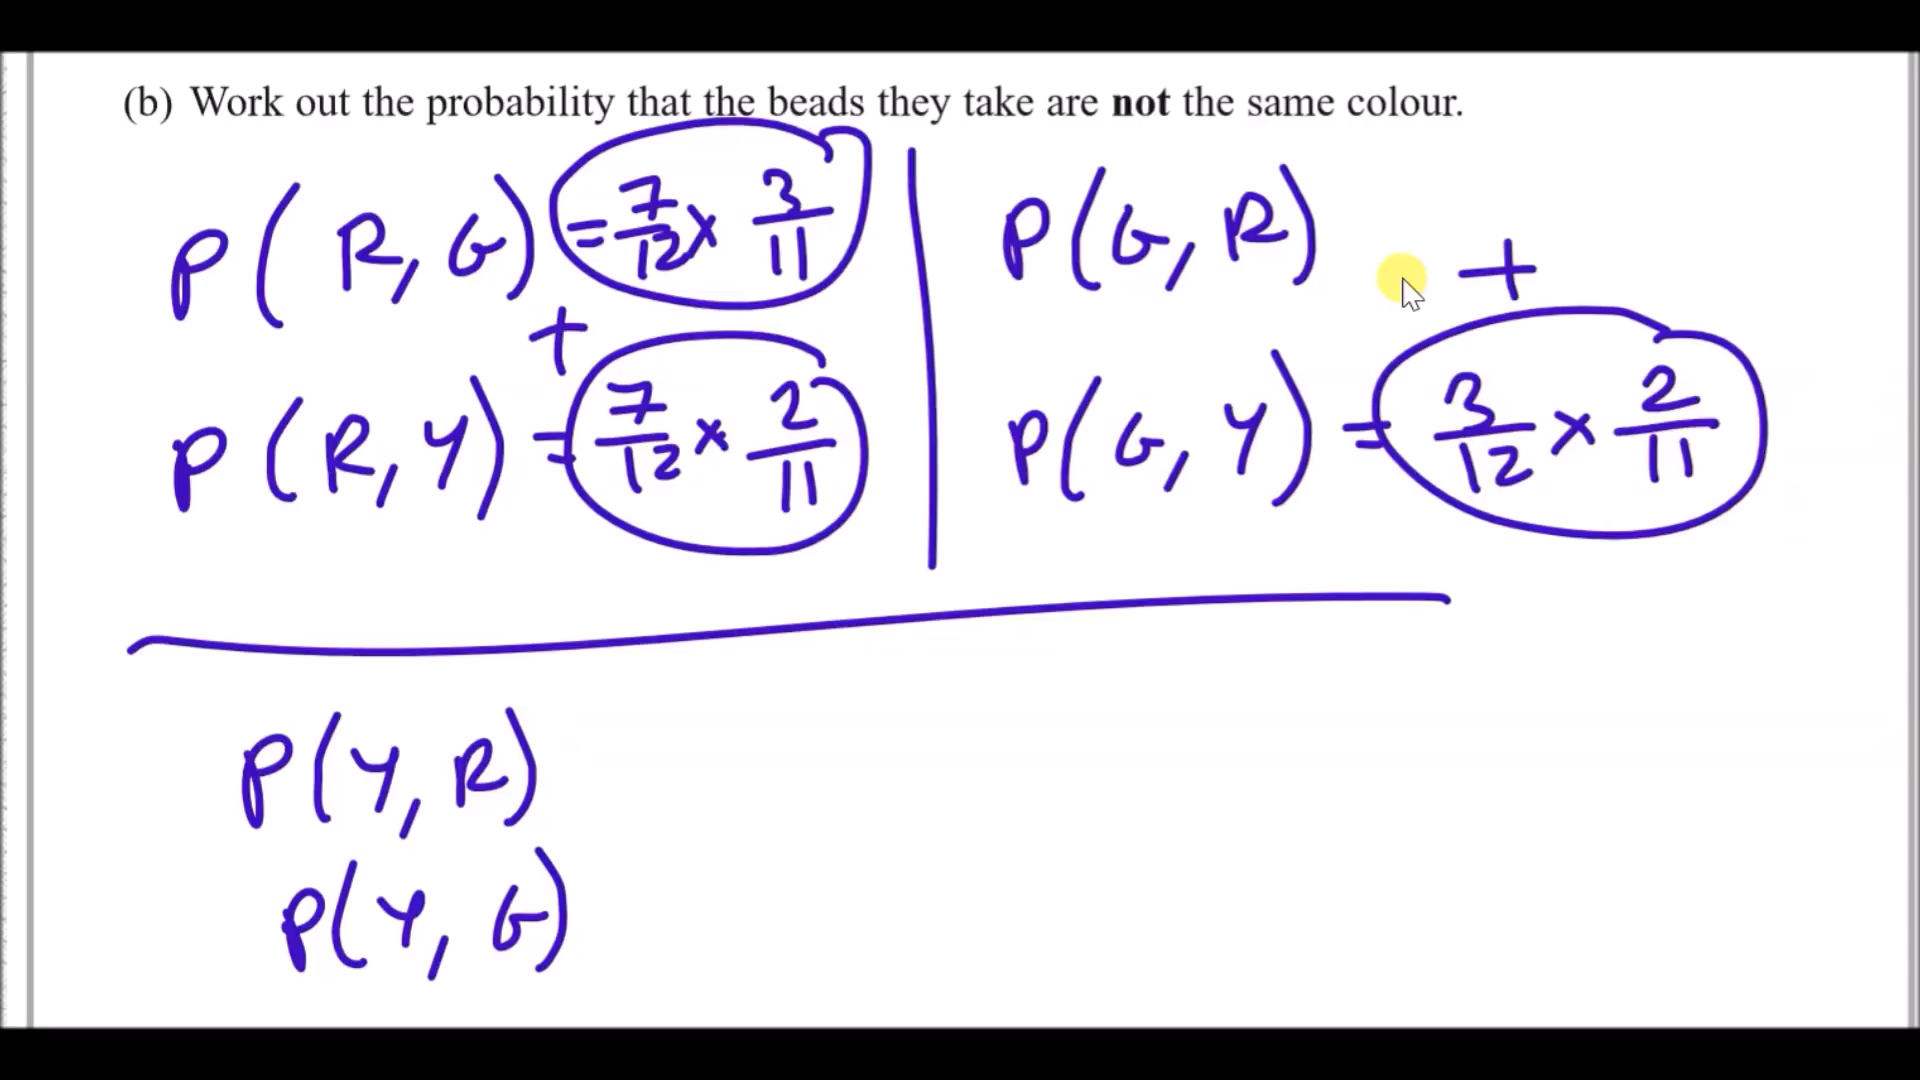 (b) Work out the probability that the beads they take are not the same colour.
P(R, G) = 7/12 × 3/11
+
P(R, Y) = 7/12 × 2/11
P(G, R)
+
P(G, Y) = 3/12 × 2/11
P(Y, R)
P(Y, G)